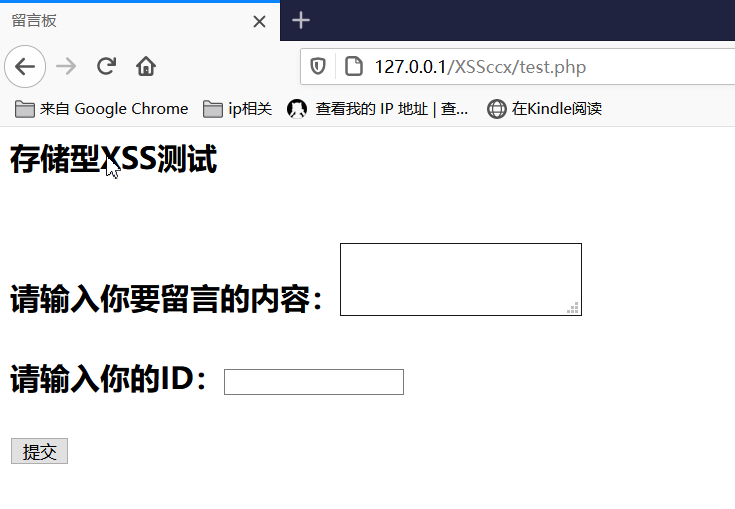 留言板
127.0.0.1/XSSccx/test.php
来自 Google Chrome ip相关 查看我的 IP 地址 | 查... 在Kindle阅读
存储型XSS测试
请输入你要留言的内容：
请输入你的ID：
提交